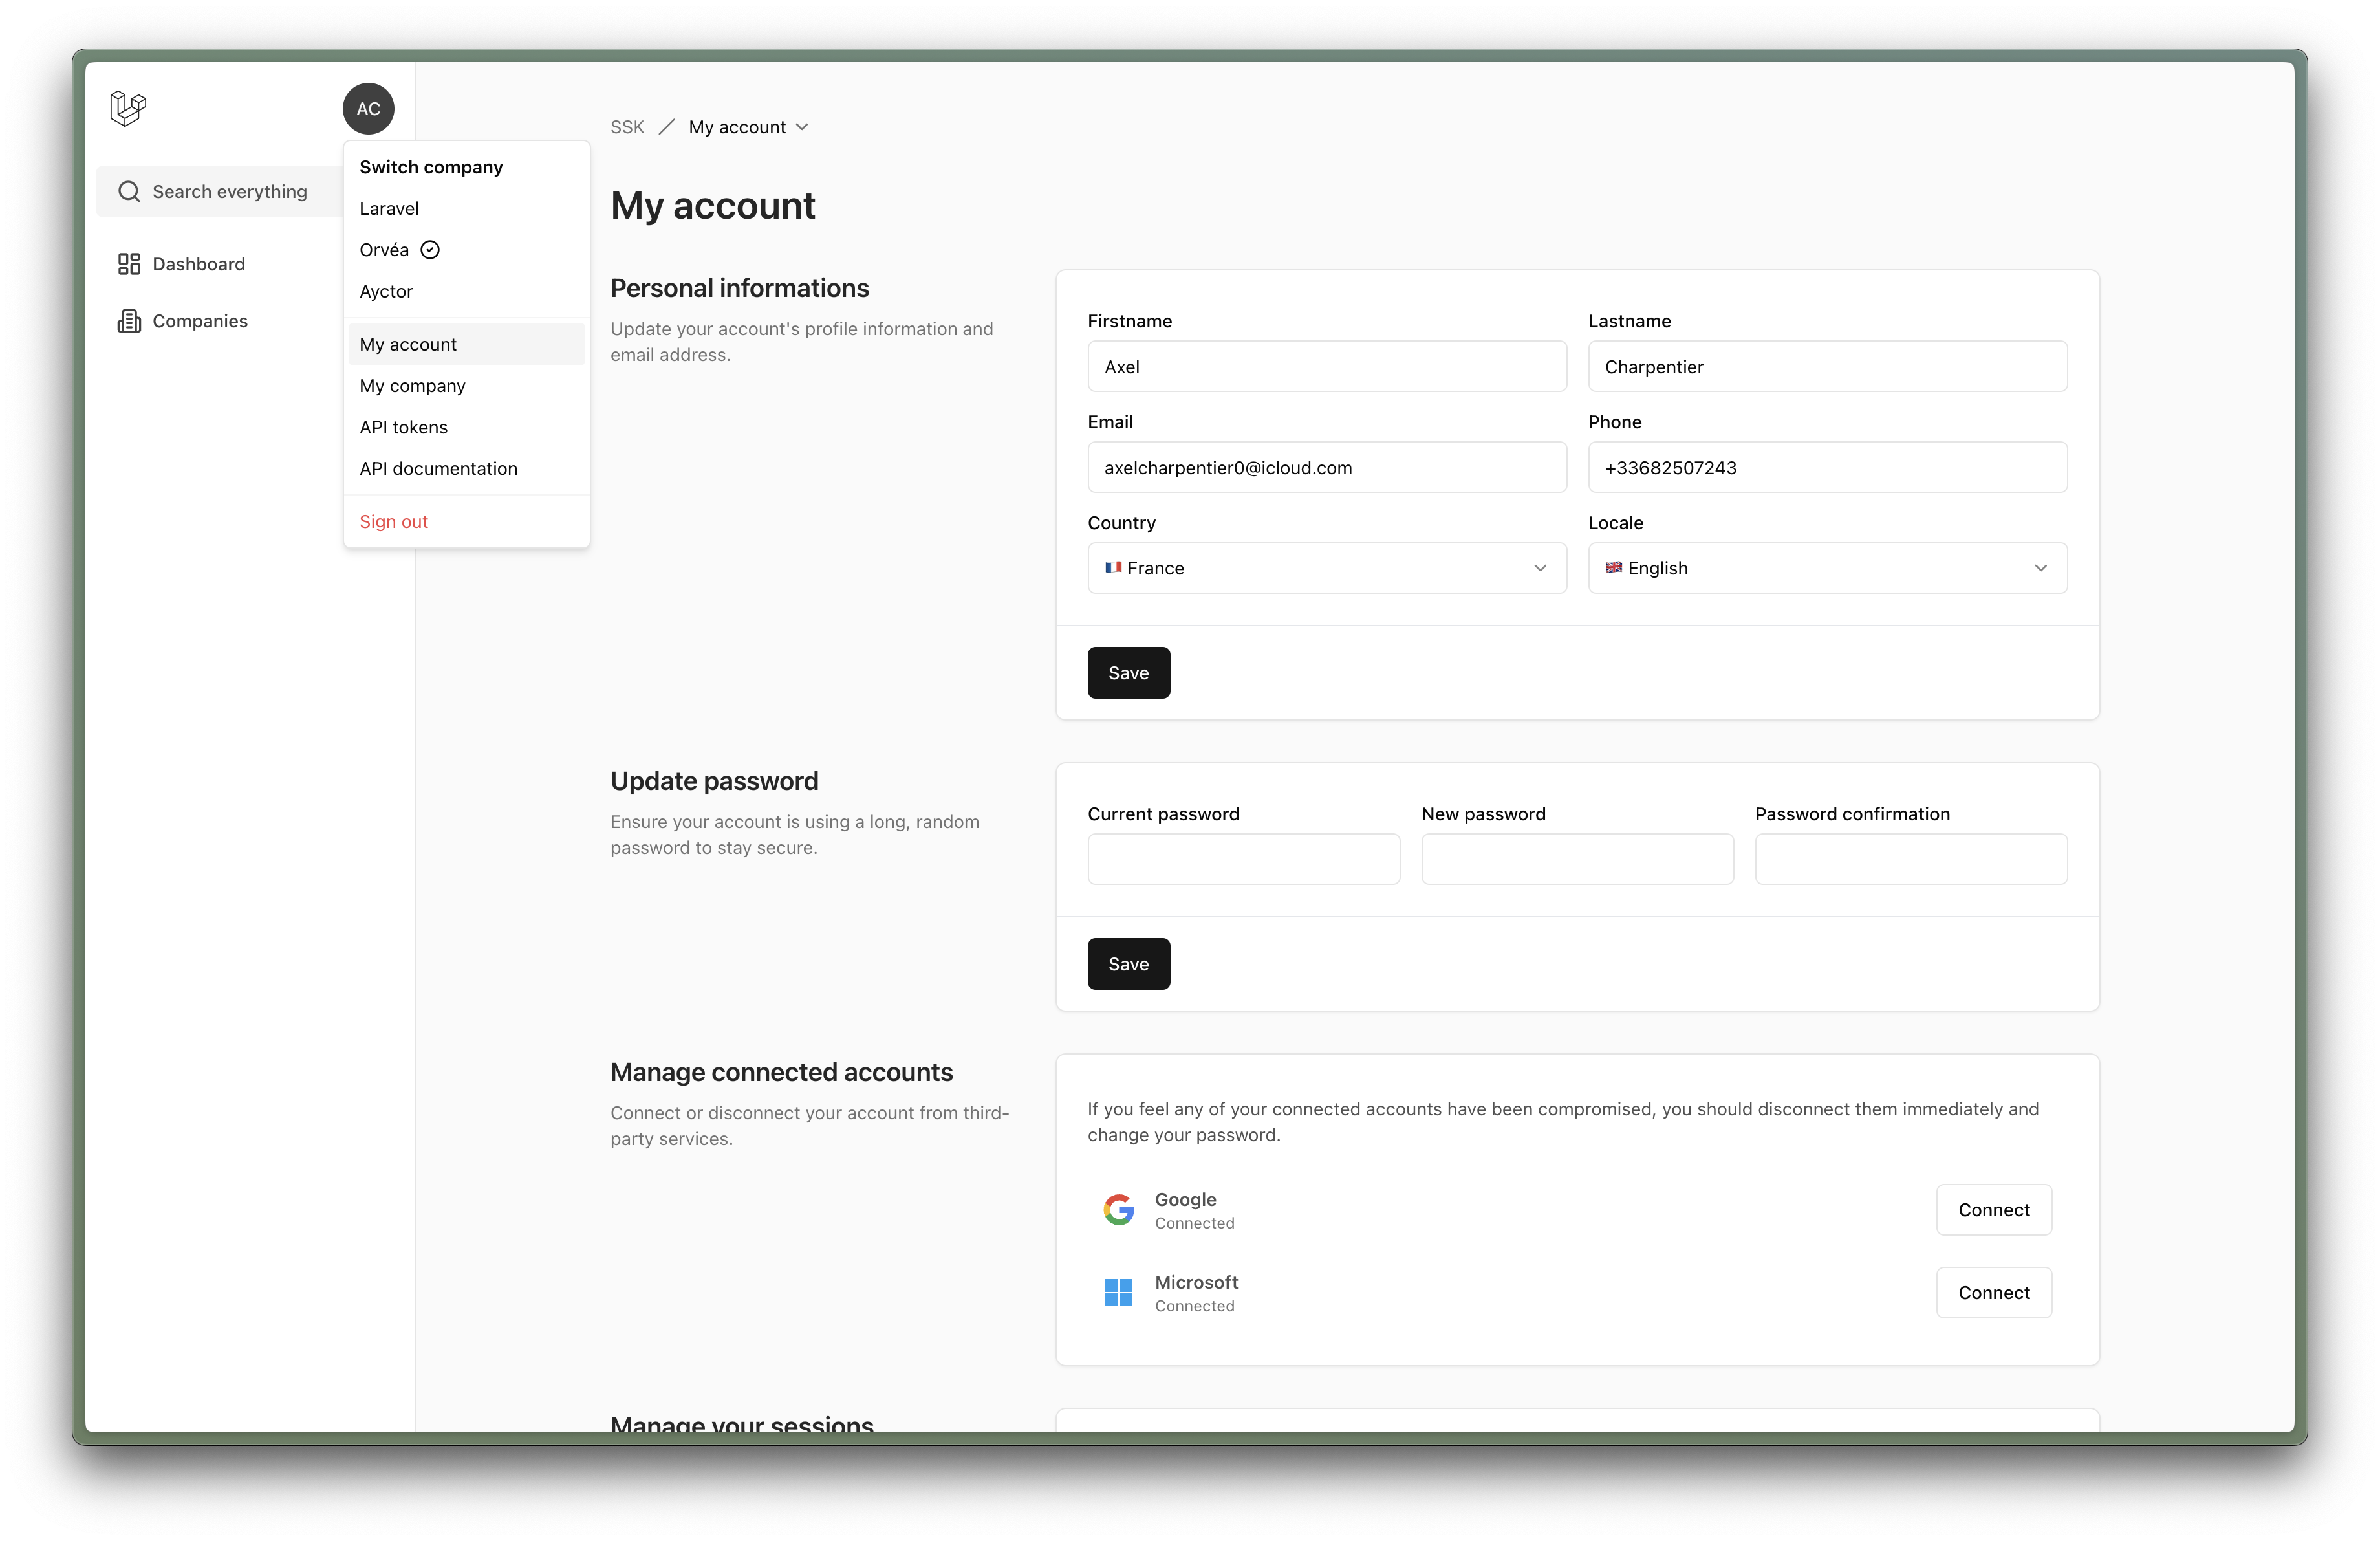 AC
Search everything
Dashboard
Companies
Switch company
Laravel
Orvéa
Ayctor
My account
My company
API tokens
API documentation
Sign out
SSK / My account
My account
Personal informations
Update your account's profile information and
email address.
Firstname
Lastname
Axel
Charpentier
Email
Phone
axelcharpentier0@icloud.com
+33682507243
Country
Locale
🇫🇷 France
🇬🇧 English
Save
Update password
Ensure your account is using a long, random
password to stay secure.
Current password
New password
Password confirmation
Save
Manage connected accounts
Connect or disconnect your account from third-
party services.
If you feel any of your connected accounts have been compromised, you should disconnect them immediately and
change your password.
Google
Connected
Connect
Microsoft
Connected
Connect
Manage your sessions